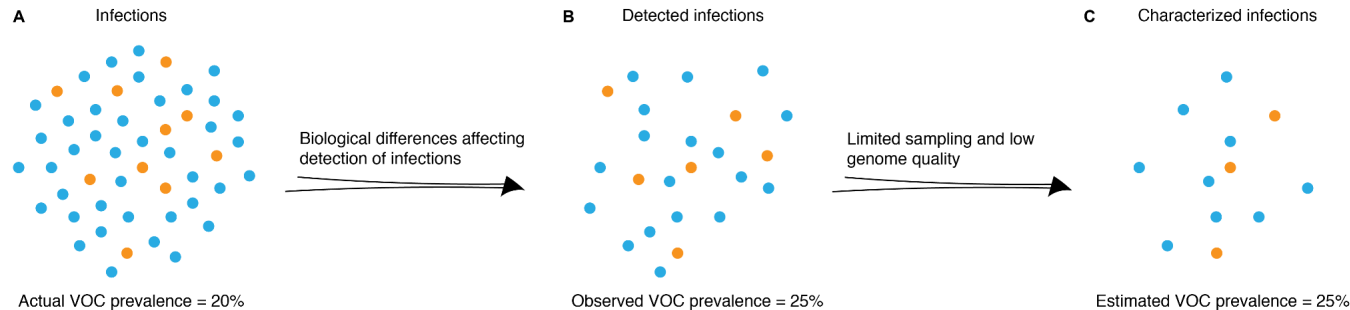 A Infections
B Detected infections
C Characterized infections
Biological differences affecting
detection of infections
Limited sampling and low
genome quality
Actual VOC prevalence = 20%
Observed VOC prevalence = 25%
Estimated VOC prevalence = 25%